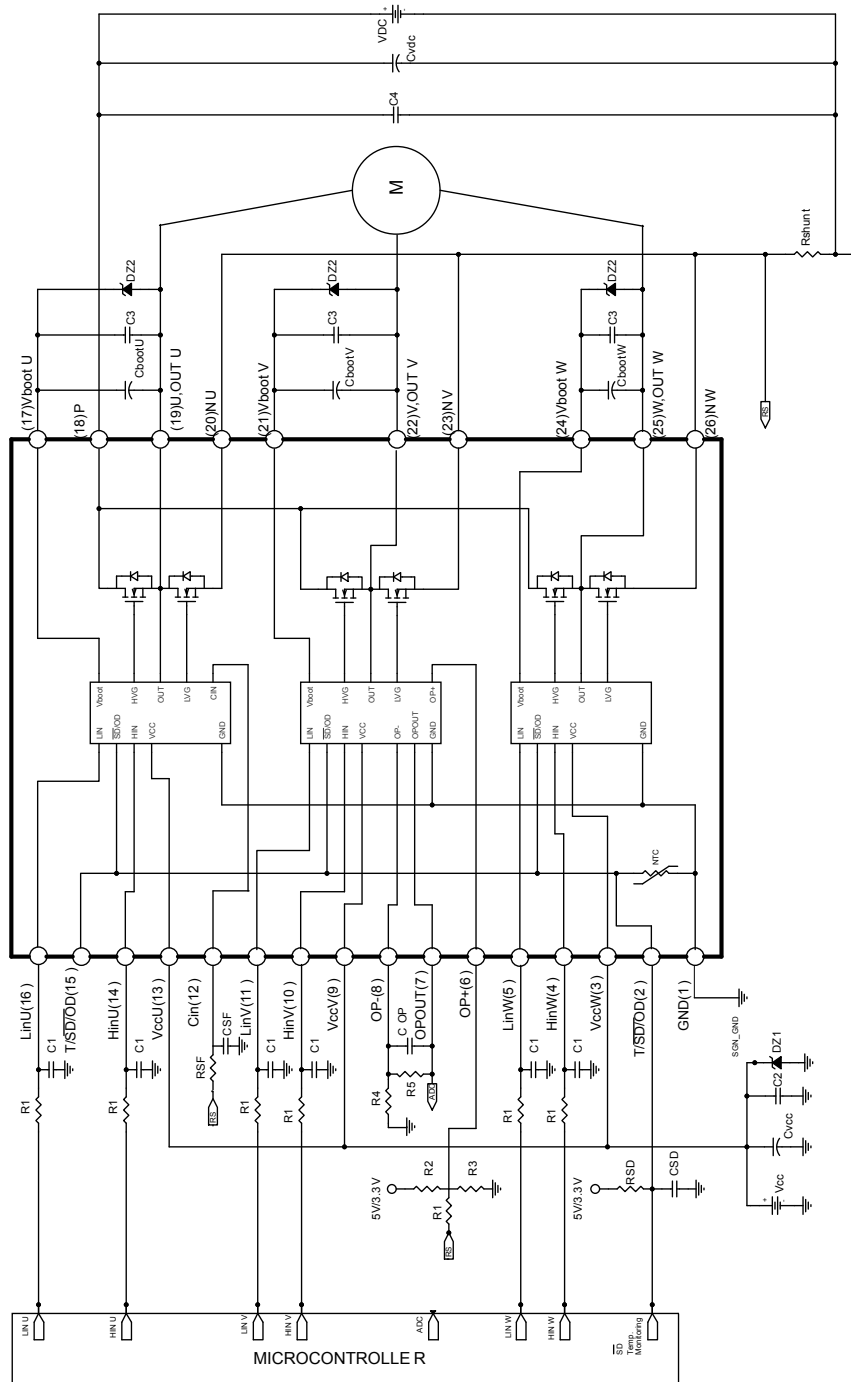 VDC
+
-
Cvdc
C4
M
Rshunt
DZ2
C3
CbootU
DZ2
C3
CbootV
DZ2
C3
CbootW
RS
(17)Vboot U
(18)P
(19)U,OUT U
(20)N U
(21)Vboot V
(22)V,OUT V
(23)N V
(24)Vboot W
(25)W,OUT W
(26)N W
Vboot
HVG
OUT
LVG
CIN
LIN
SD/OD
HIN
VCC
GND
Vboot
HVG
OUT
LVG
OP+
LIN
SD/OD
HIN
VCC
OP-
OPOUT
GND
Vboot
HVG
OUT
LVG
LIN
SD/OD
HIN
VCC
GND
NTC
LinU(16)
T/SD/OD(15)
HinU(14)
VccU(13)
Cin(12)
LinV(11)
HinV(10)
VccV(9)
OP-(8)
OPOUT(7)
OP+(6)
LinW(5)
HinW(4)
VccW(3)
T/SD/OD(2)
GND(1)
R1
C1
R1
C1
RSF
CSF
RS
R1
C1
R1
C1
C OP
R4
R5
ADC
R1
C1
R1
C1
SGN_GND
DZ1
C2
Cvcc
Vcc
+
-
5V/3.3V
R2
R3
R1
RS
5V/3.3V
RSD
CSD
LIN U
HIN U
LIN V
HIN V
ADC
LIN W
HIN W
SD
Temp.
Monitoring
MICROCONTROLLE R